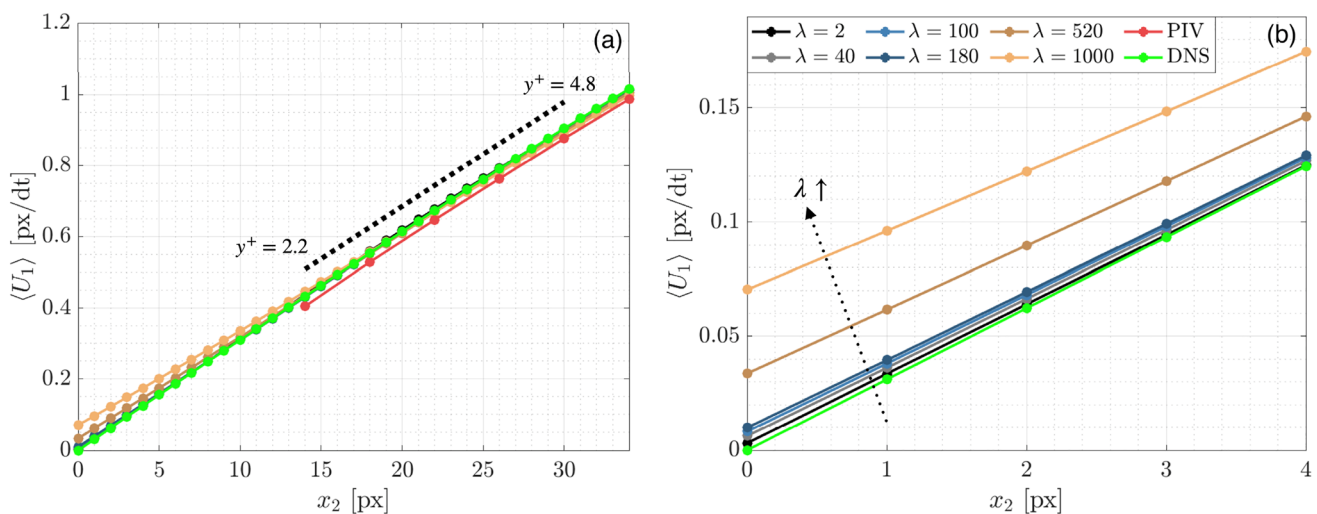 1.2
1
0.8
0.6
0.4
0.2
0
⟨U₁⟩ [px/dt]
(a)
y⁺ = 4.8
y⁺ = 2.2
0 5 10 15 20 25 30
x₂ [px]
λ = 2 λ = 100 λ = 520 PIV
λ = 40 λ = 180 λ = 1000 DNS
(b)
0.15
0.1
0.05
0
⟨U₁⟩ [px/dt]
λ ↑
0 1 2 3 4
x₂ [px]